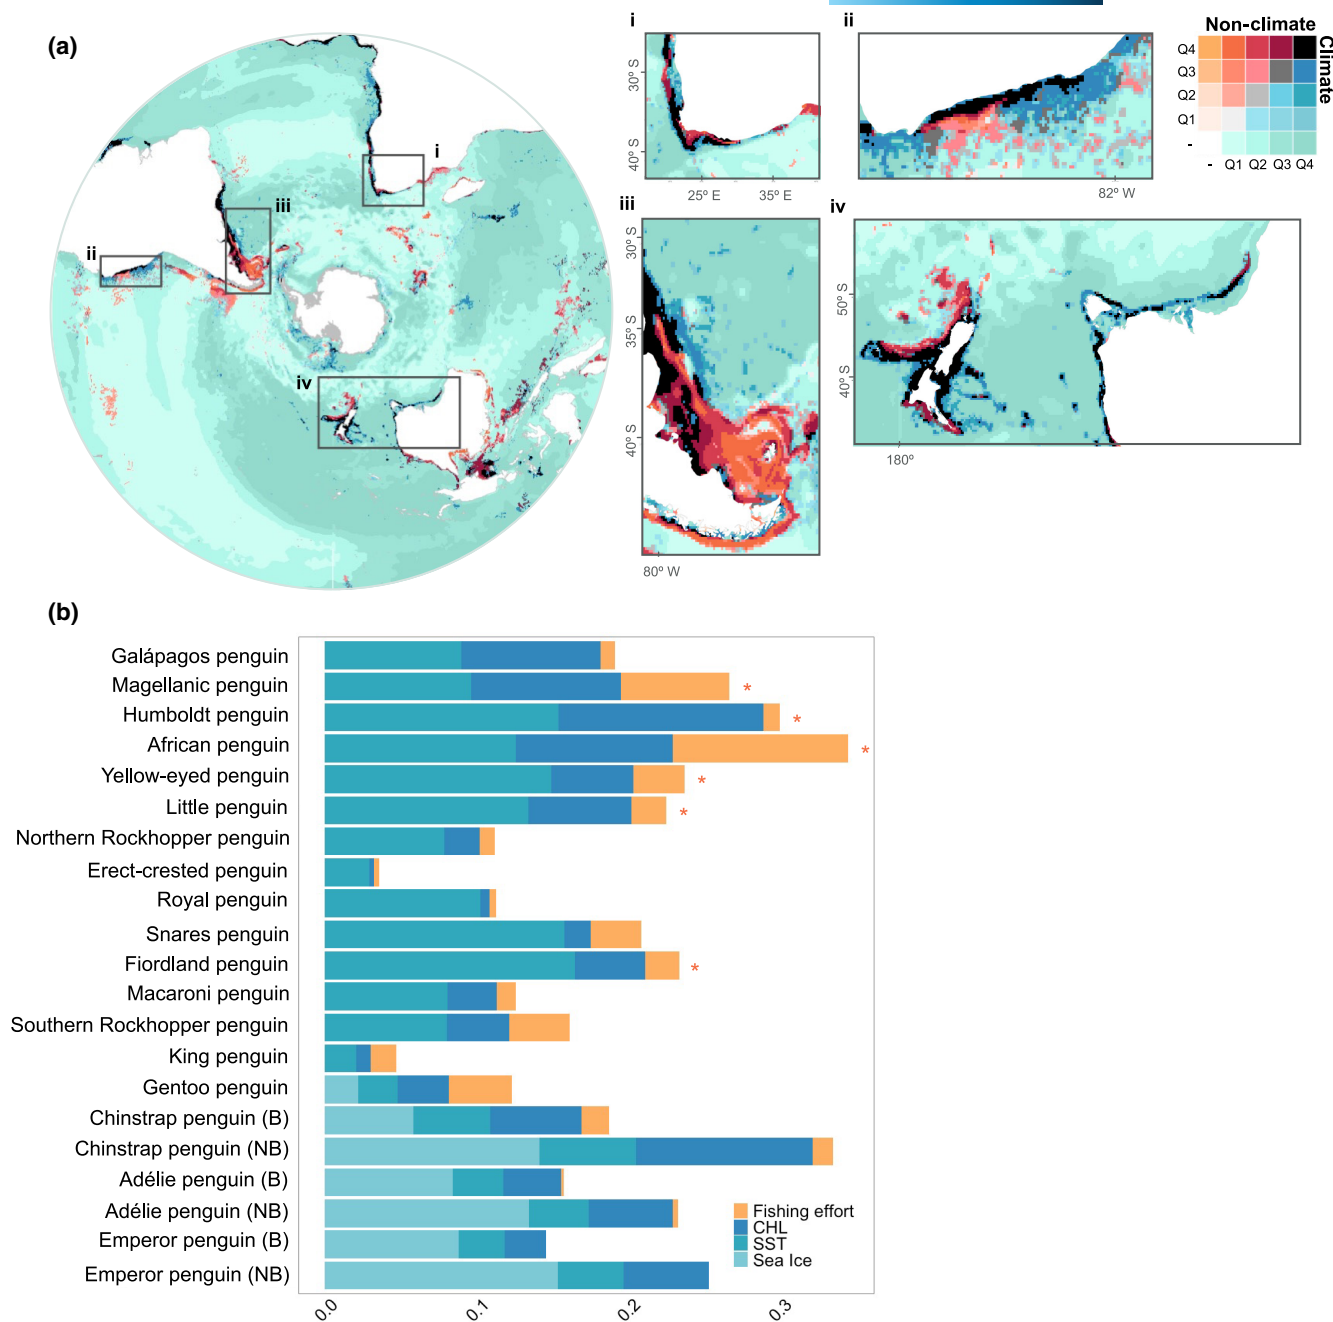 (a)
i
ii
iii
iv
i
30° S
40° S
25° E
35° E
ii
82° W
Non-climate
Climate
Q4
Q3
Q2
Q1
-
- Q1 Q2 Q3 Q4
iii
30° S
35° S
40° S
80° W
iv
50° S
40° S
180°
(b)
Galápagos penguin
Magellanic penguin *
Humboldt penguin *
African penguin *
Yellow-eyed penguin *
Little penguin *
Northern Rockhopper penguin
Erect-crested penguin
Royal penguin
Snares penguin
Fiordland penguin *
Macaroni penguin
Southern Rockhopper penguin
King penguin
Gentoo penguin
Chinstrap penguin (B)
Chinstrap penguin (NB)
Adélie penguin (B)
Adélie penguin (NB)
Emperor penguin (B)
Emperor penguin (NB)
Fishing effort
CHL
SST
Sea Ice
0.0 0.1 0.2 0.3